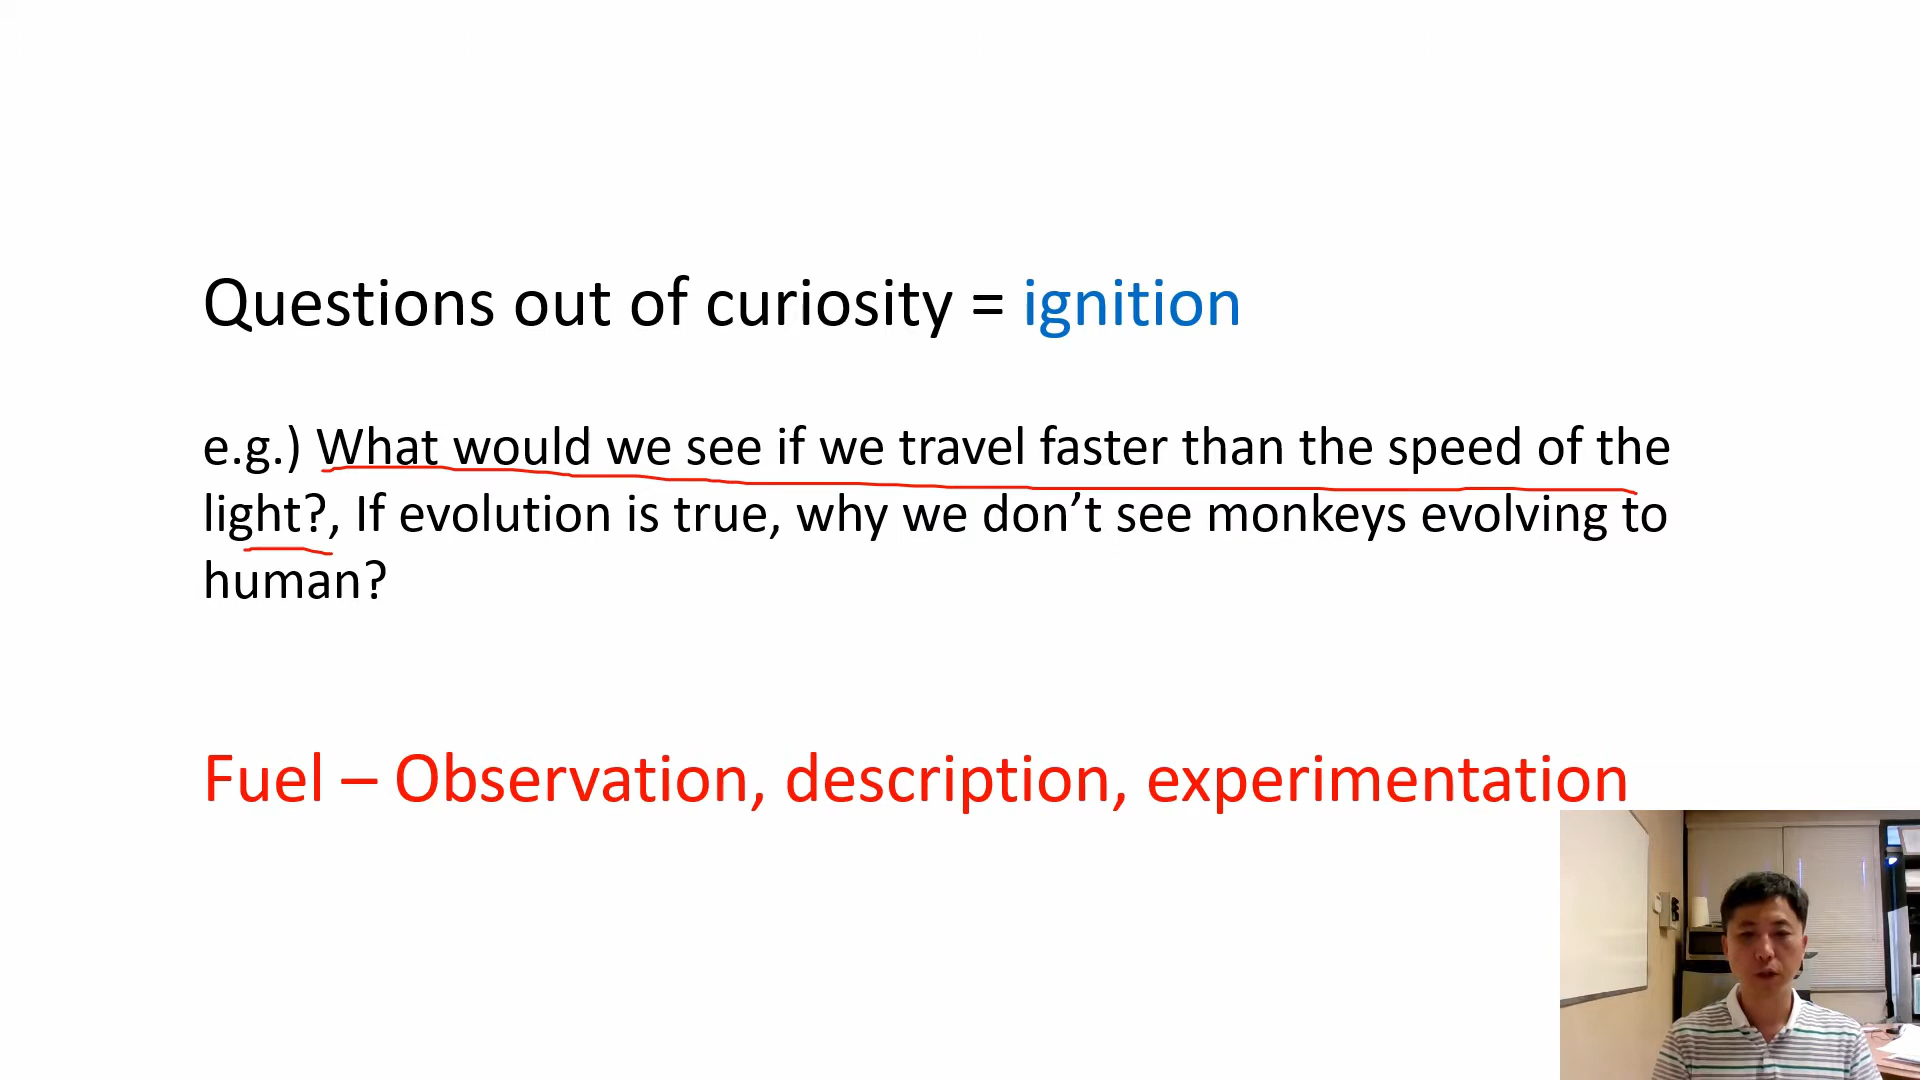 Questions out of curiosity = ignition
e.g.) What would we see if we travel faster than the speed of the
light?, If evolution is true, why we don’t see monkeys evolving to
human?
Fuel – Observation, description, experimentation